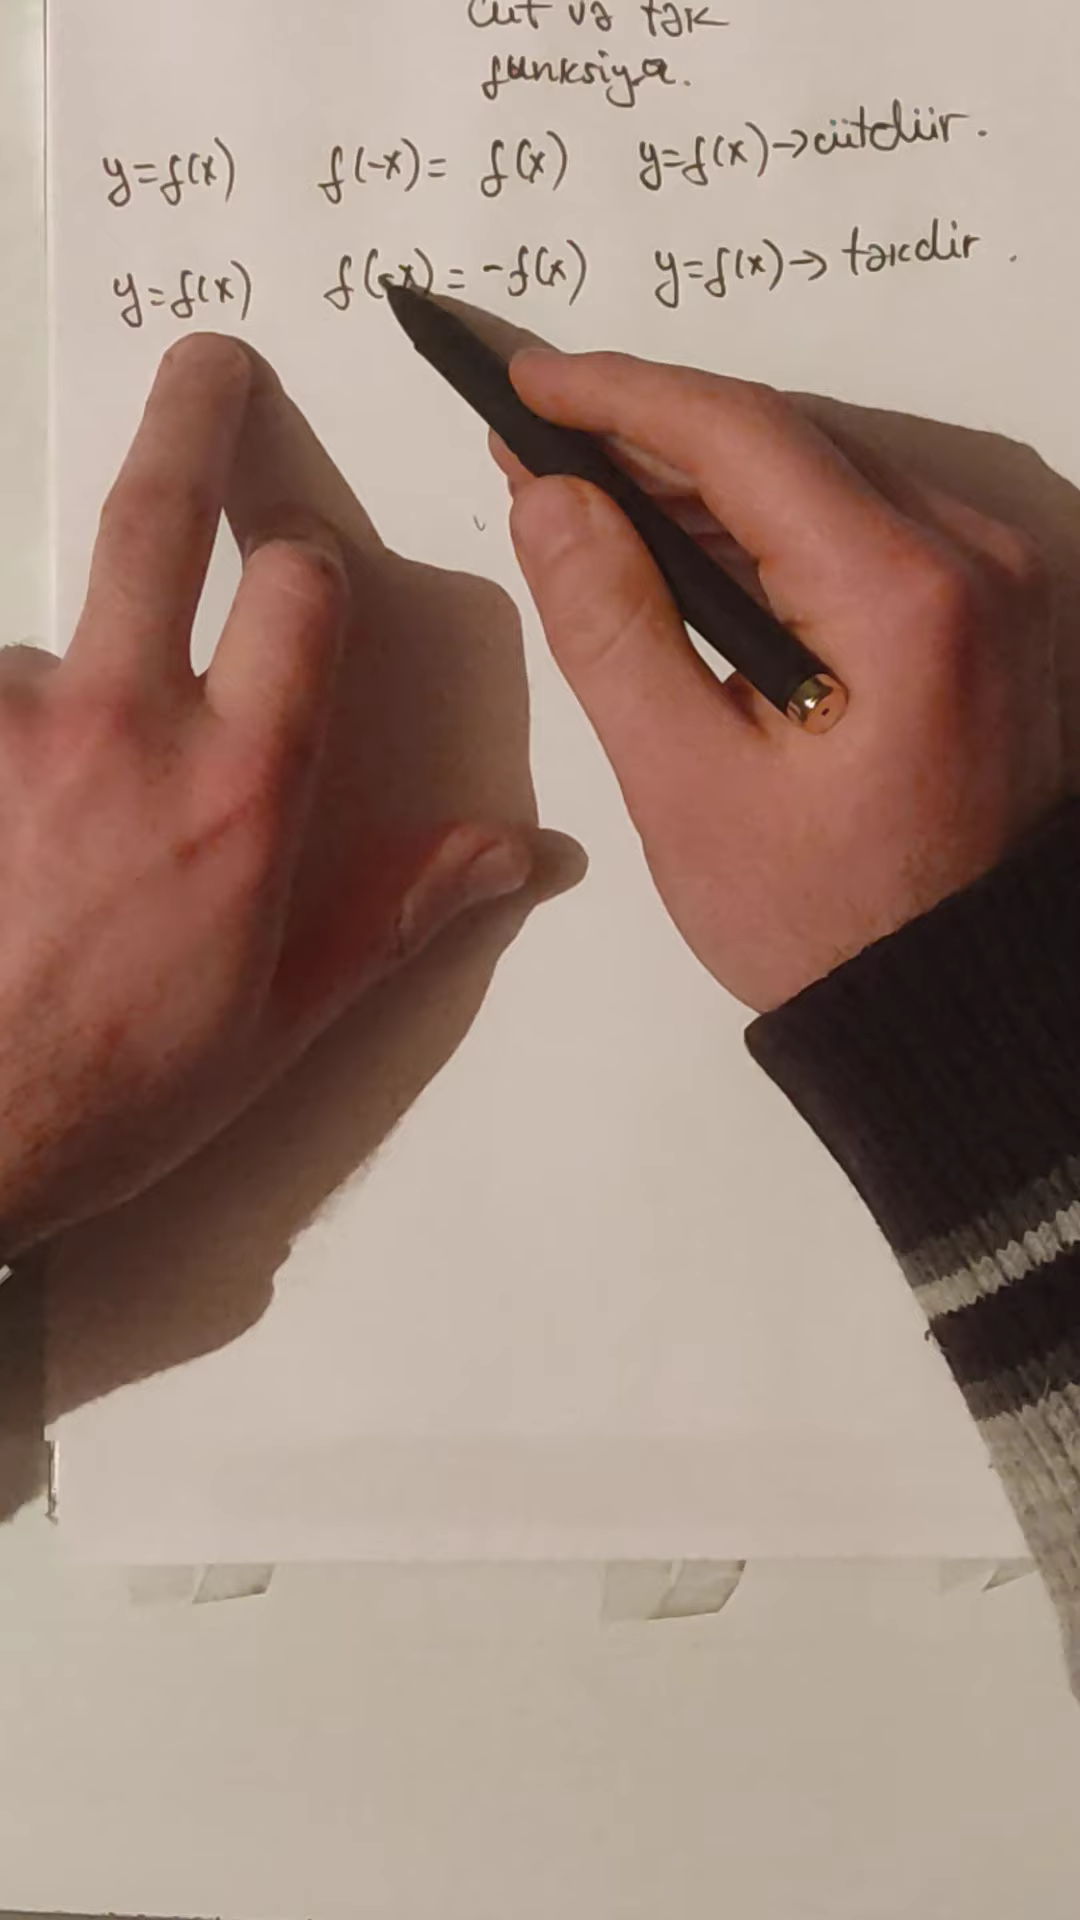 Cüt və tək
funksiya.
y=f(x) f(-x)= f(x) y=f(x)→cütdür.
y=f(x) f(-x)=-f(x) y=f(x)→təkdir.